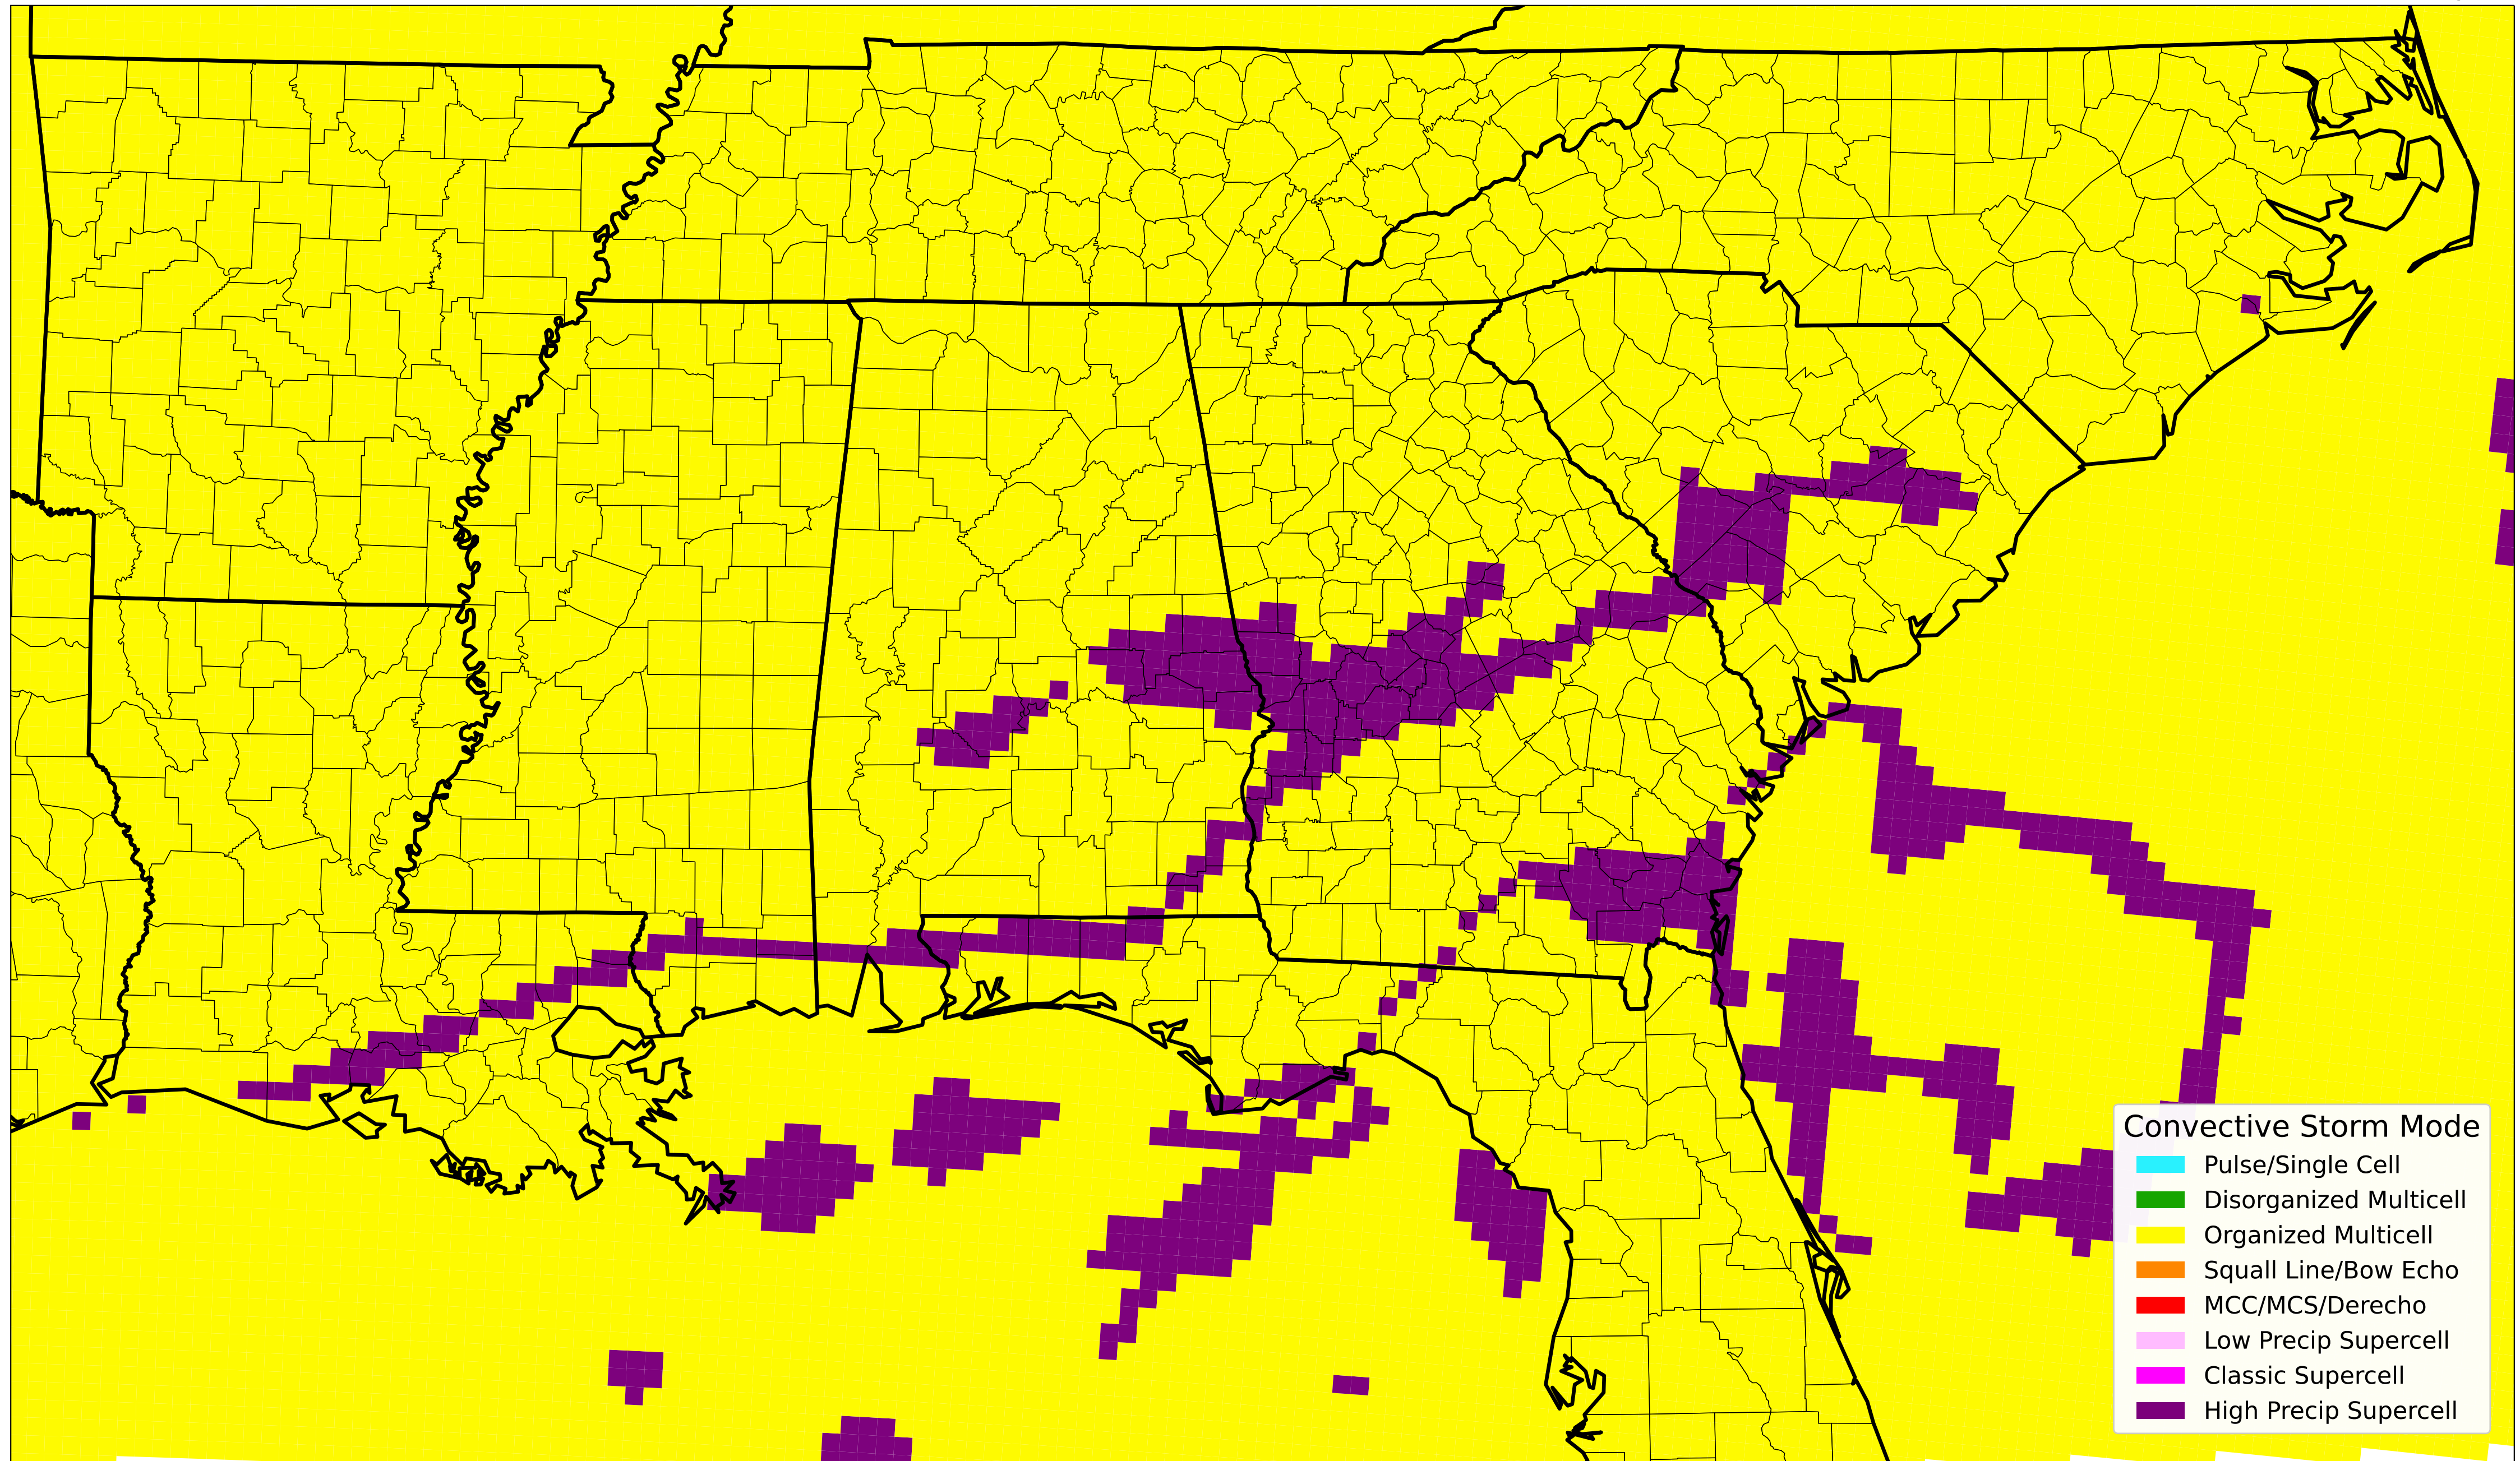 Convective Storm Mode
Pulse/Single Cell
Disorganized Multicell
Organized Multicell
Squall Line/Bow Echo
MCC/MCS/Derecho
Low Precip Supercell
Classic Supercell
High Precip Supercell